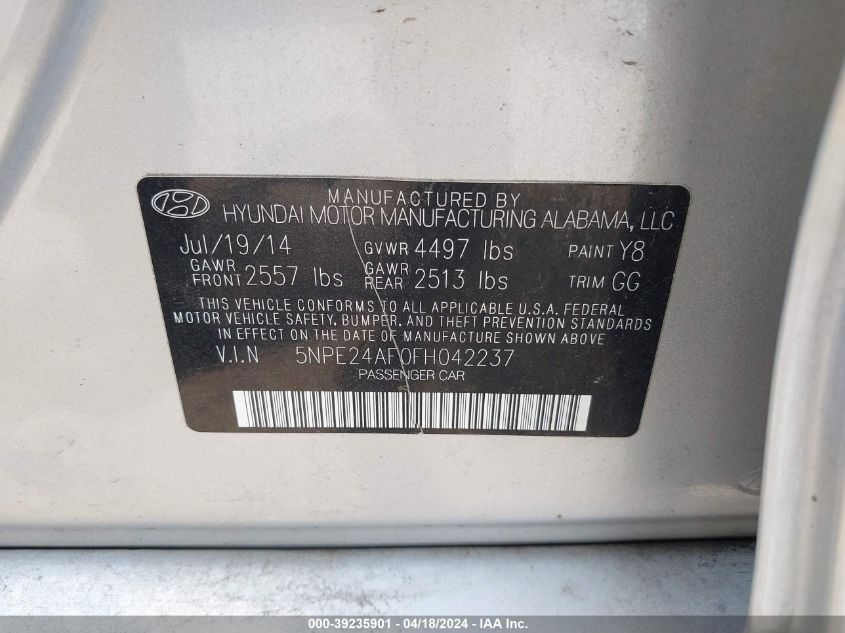 MANUFACTURED BY
HYUNDAI MOTOR MANUFACTURING ALABAMA, LLC
Jul/19/14 GVWR 4497 lbs PAINT Y8
GAWR FRONT 2557 lbs GAWR REAR 2513 lbs TRIM GG
THIS VEHICLE CONFORMS TO ALL APPLICABLE U.S.A. FEDERAL
MOTOR VEHICLE SAFETY, BUMPER, AND THEFT PREVENTION STANDARDS
IN EFFECT ON THE DATE OF MANUFACTURE SHOWN ABOVE.
V.I.N 5NPE24AF0FH042237
PASSENGER CAR
000-39235901 - 04/18/2024 - IAAI.COM